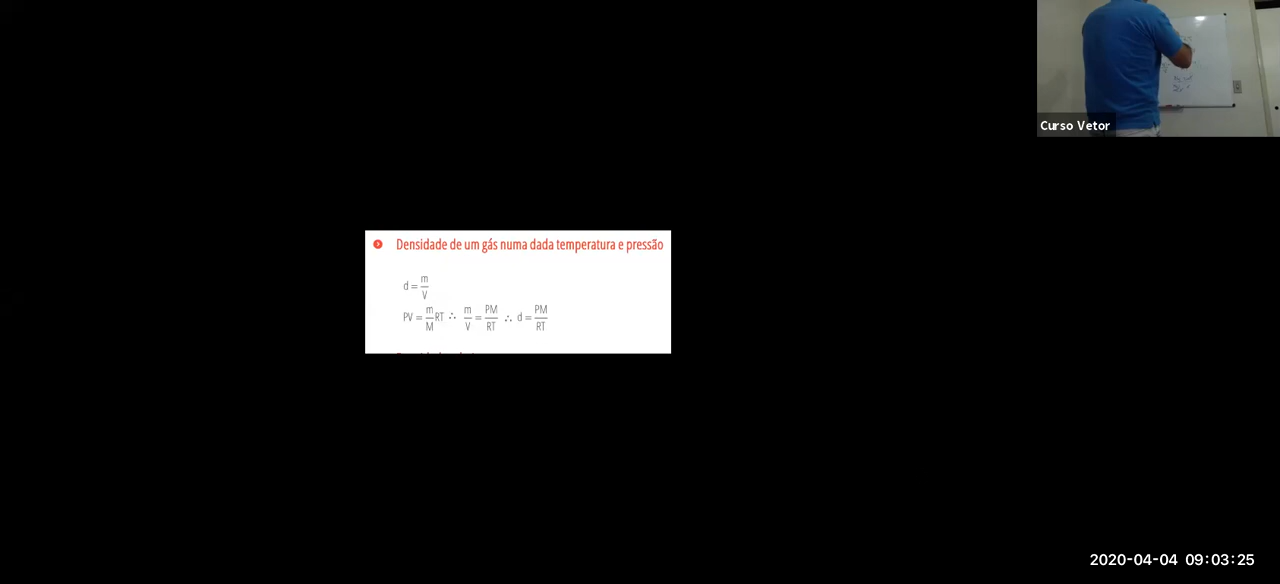 Curso Vetor
Densidade de um gás numa dada temperatura e pressão
d = m/V
PV = m/M RT ∴ m/V = PM/RT ∴ d = PM/RT
2020-04-04 09:03:25